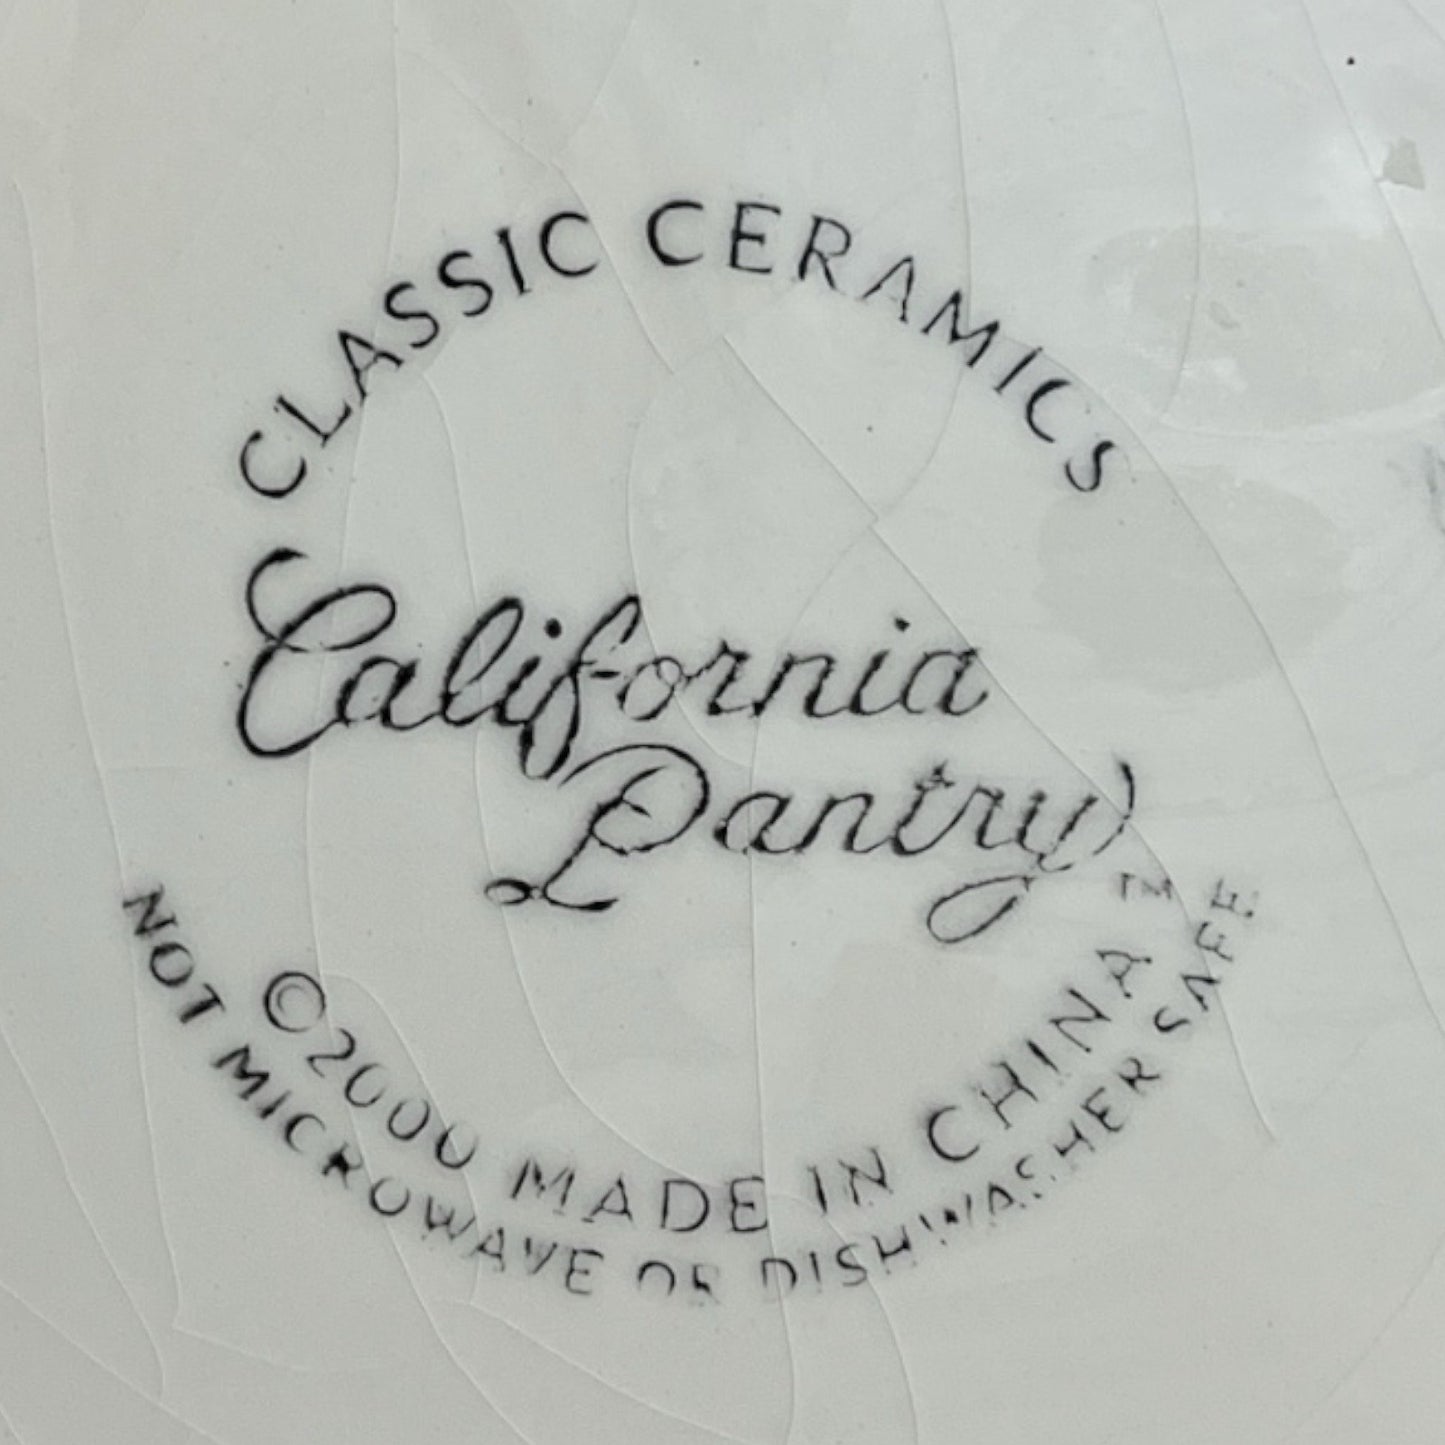 CLASSIC CERAMICS
California
Pantry
TM
©2000 MADE IN CHINA
NOT MICROWAVE OR DISHWASHER SAFE